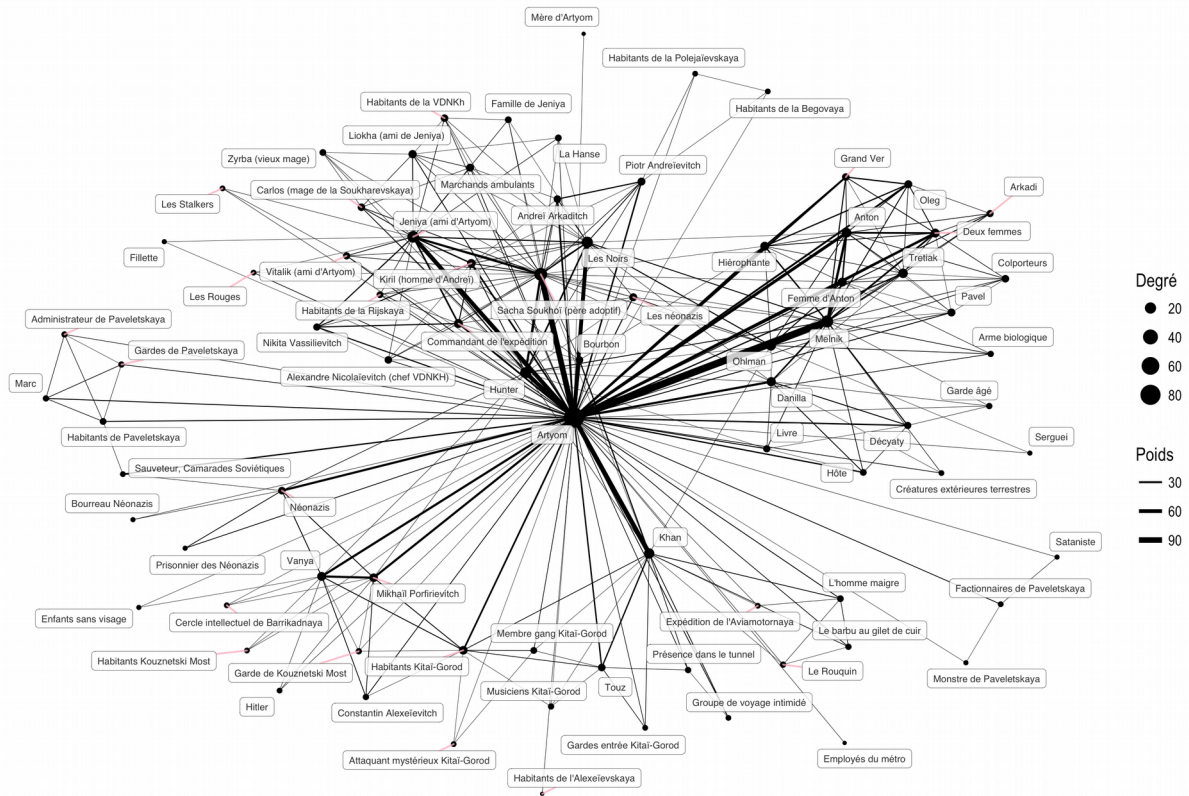 Mère d'Artyom
Habitants de la Polejaïevskaya
Habitants de la VDNKh
Famille de Jeniya
Habitants de la Begovaya
Liokha (ami de Jeniya)
La Hanse
Zyrba (vieux mage)
Piotr Andreïevitch
Grand Ver
Carlos (mage de la Soukharevskaya)
Marchands ambulants
Arkadi
Les Stalkers
Oleg
Jeniya (ami d'Artyom)
Andreï Arkaditch
Anton
Deux femmes
Fillette
Vitalik (ami d'Artyom)
Kiril (homme d'Andreï)
Les Noirs
Hiérophante
Tretiak
Colporteurs
Les Rouges
Femme d'Anton
Pavel
Habitants de la Rijskaya
Sacha Soukhoï (père adoptif)
Les néonazis
Administrateur de Paveletskaya
Nikita Vassilievitch
Commandant de l'expédition
Bourbon
Melnik
Arme biologique
Gardes de Paveletskaya
Ohlman
Marc
Alexandre Nicolaïevitch (chef VDNKH)
Hunter
Danilla
Garde âgé
Habitants de Paveletskaya
Artyom
Livre
Décyaty
Serguei
Sauveteur, Camarades Soviétiques
Hôte
Créatures extérieures terrestres
Bourreau Néonazis
Néonazis
Khan
Sataniste
Prisonnier des Néonazis
Vanya
L'homme maigre
Factionnaires de Paveletskaya
Mikhaïl Porfirievitch
Enfants sans visage
Cercle intellectuel de Barrikadnaya
Expédition de l'Aviamotornaya
Le barbu au gilet de cuir
Membre gang Kitaï-Gorod
Habitants Kouznetski Most
Garde de Kouznetski Most
Habitants Kitaï-Gorod
Présence dans le tunnel
Le Rouquin
Monstre de Paveletskaya
Hitler
Constantin Alexeïevitch
Musiciens Kitaï-Gorod
Touz
Groupe de voyage intimidé
Attaquant mystérieux Kitaï-Gorod
Gardes entrée Kitaï-Gorod
Employés du métro
Habitants de l'Alexeïevskaya
Degré
20
40
60
80
Poids
30
60
90